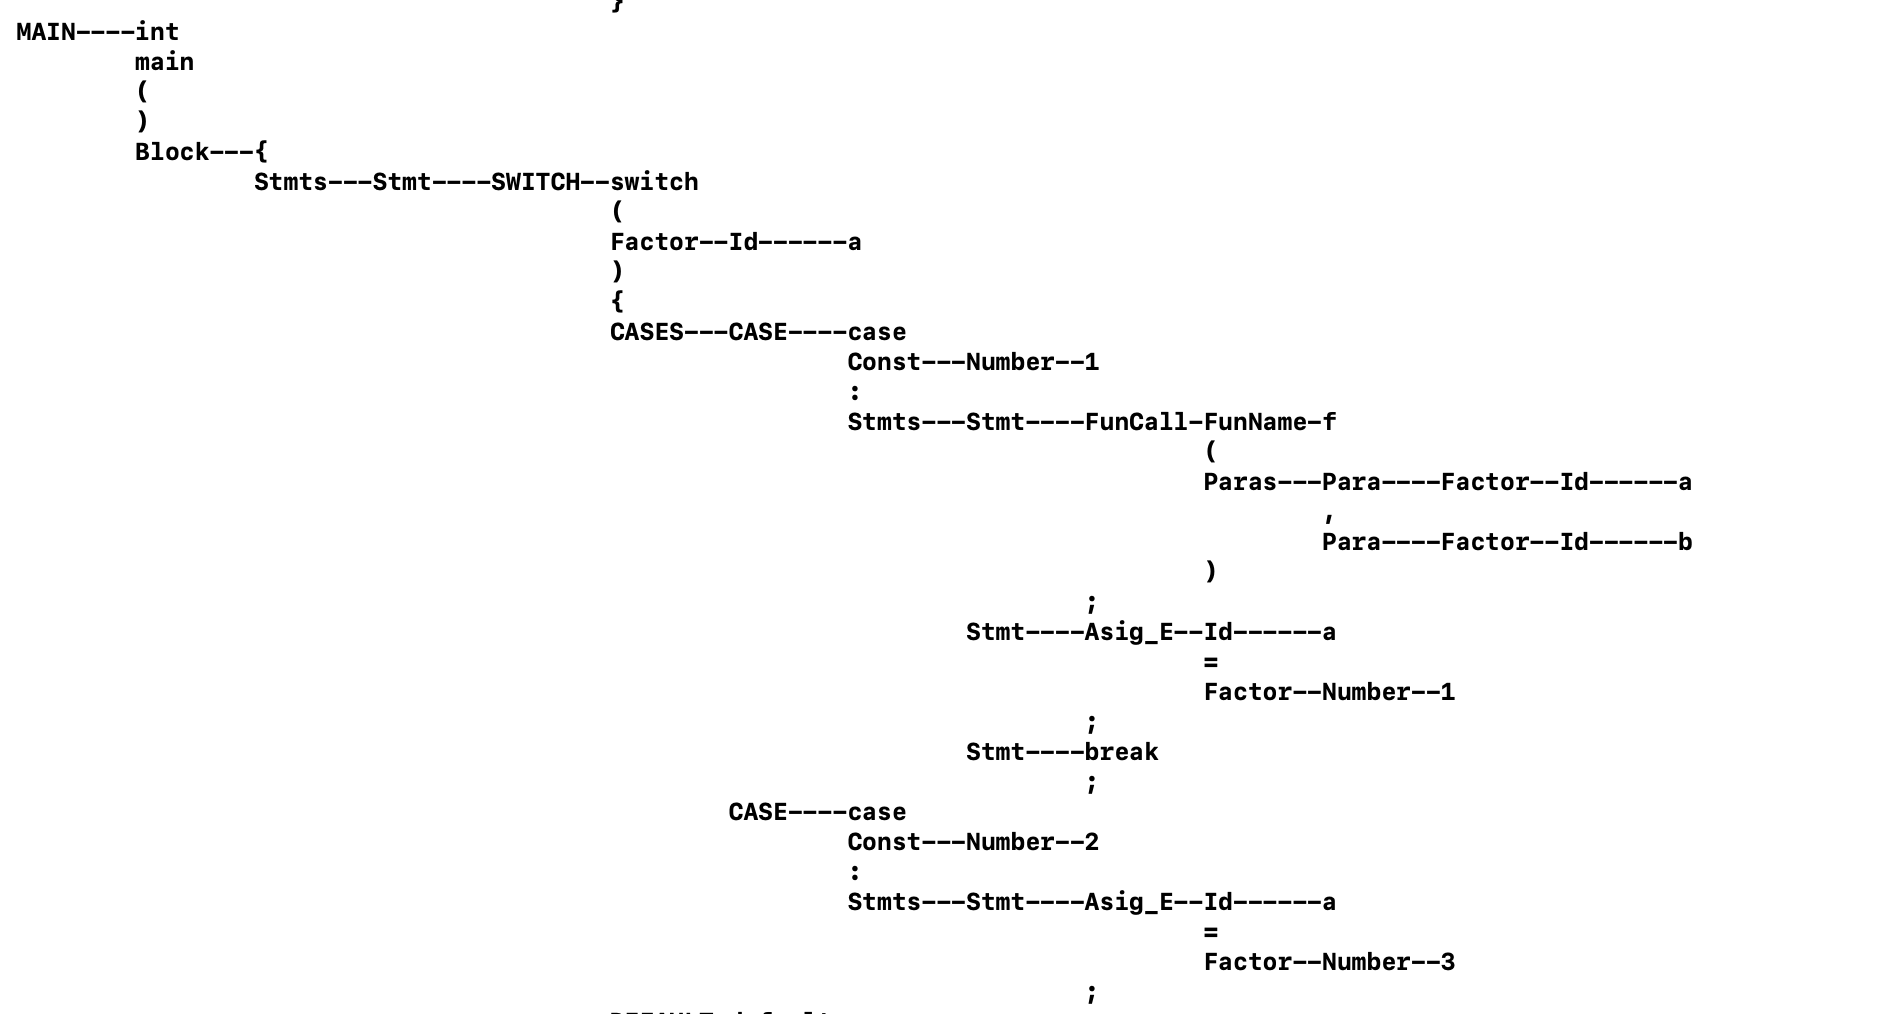 }
MAIN----int
main
(
)
Block---{
Stmts---Stmt----SWITCH--switch
(
Factor--Id------a
)
{
CASES---CASE----case
Const---Number--1
:
Stmts---Stmt----FunCall-FunName-f
(
Paras---Para----Factor--Id------a
,
Para----Factor--Id------b
)
;
Stmt----Asig_E--Id------a
=
Factor--Number--1
;
Stmt----break
;
CASE----case
Const---Number--2
:
Stmts---Stmt----Asig_E--Id------a
=
Factor--Number--3
;
DEFAULT-default